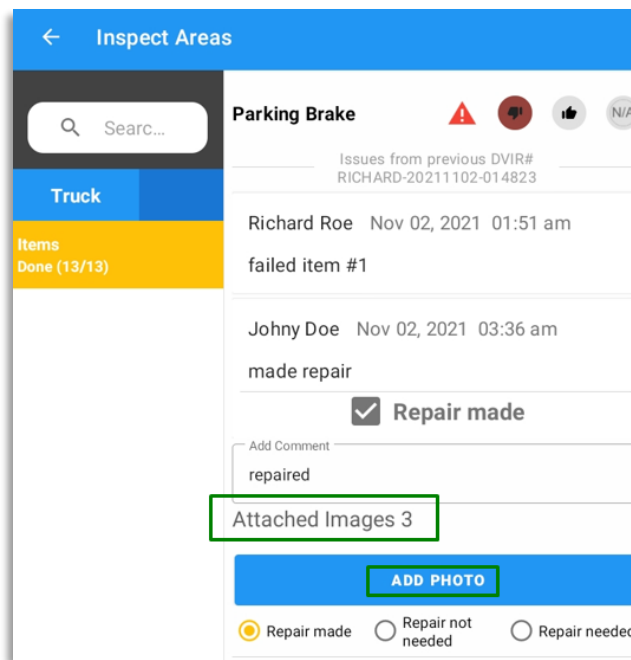 Inspect Areas
Searc...
Truck
Items
Done (13/13)
Parking Brake
N/A
Issues from previous DVIR#
RICHARD-20211102-014823
Richard Roe Nov 02, 2021 01:51 am
failed item #1
Johny Doe Nov 02, 2021 03:36 am
made repair
Repair made
Add Comment
repaired
Attached Images 3
ADD PHOTO
Repair made
Repair not
needed
Repair needed